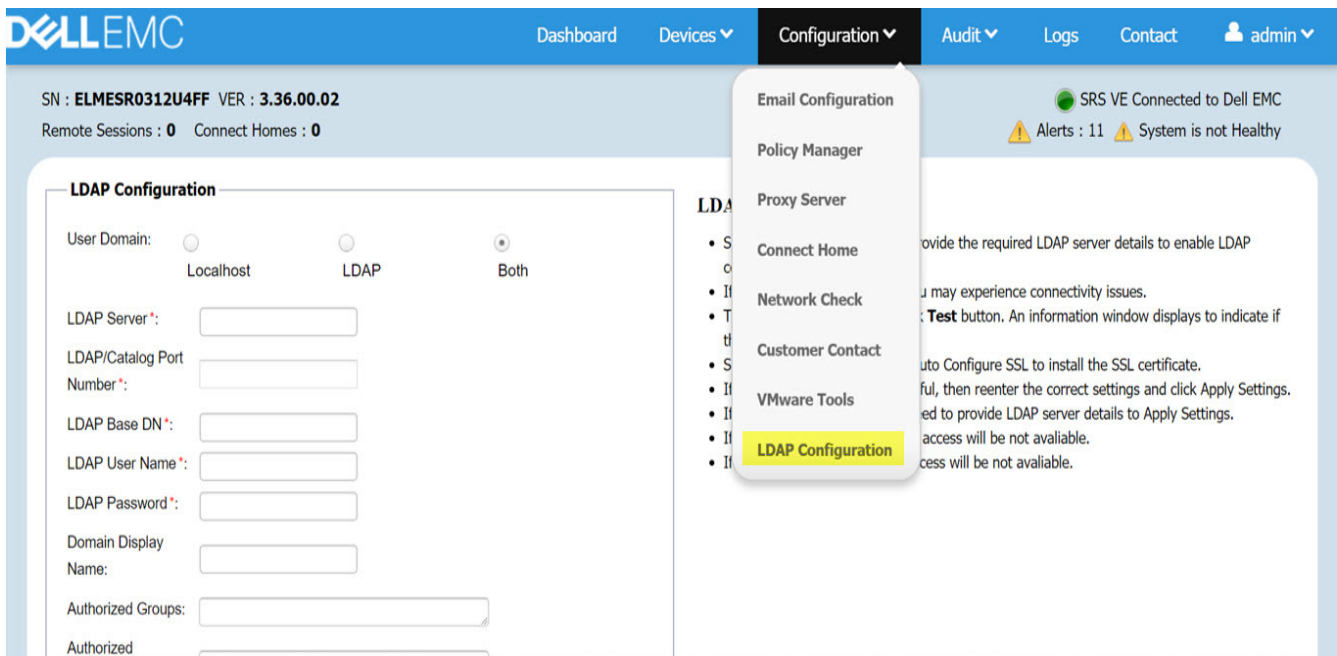 DELLEMC
Dashboard Devices Configuration Audit Logs Contact admin
SN : ELMESR0312U4FF VER : 3.36.00.02
Remote Sessions : 0 Connect Homes : 0
SRS VE Connected to Dell EMC
Alerts : 11 System is not Healthy
Email Configuration
Policy Manager
Proxy Server
Connect Home
Network Check
Customer Contact
VMware Tools
LDAP Configuration
LDAP Configuration
User Domain:
Localhost LDAP Both
LDAP Server*:
LDAP/Catalog Port
Number*:
LDAP Base DN*:
LDAP User Name*:
LDAP Password*:
Domain Display
Name:
Authorized Groups:
Authorized
the required LDAP server details to enable LDAP
may experience connectivity issues.
Test button. An information window displays to indicate if
Configure SSL to install the SSL certificate.
then reenter the correct settings and click Apply Settings.
to provide LDAP server details to Apply Settings.
access will be not avaliable.
will be not avaliable.